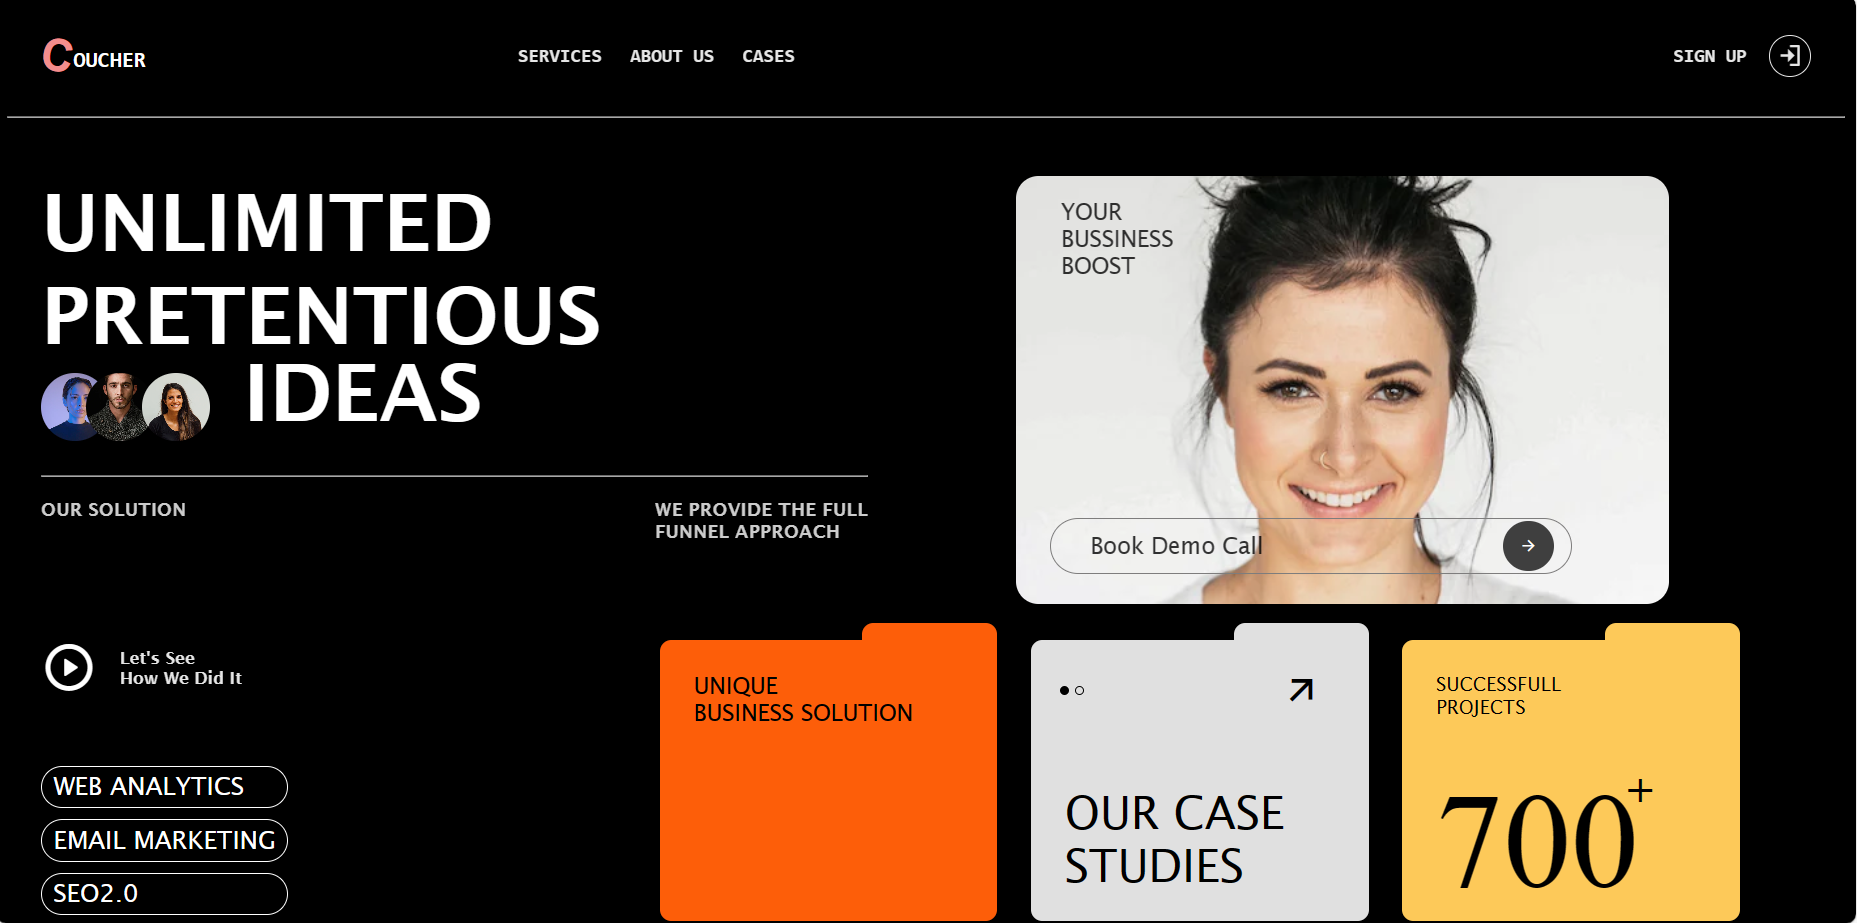 COUCHER
SERVICES ABOUT US CASES
SIGN UP
UNLIMITED
PRETENTIOUS
IDEAS
OUR SOLUTION
WE PROVIDE THE FULL
FUNNEL APPROACH
Let's See
How We Did It
WEB ANALYTICS
EMAIL MARKETING
SEO2.0
YOUR
BUSSINESS
BOOST
Book Demo Call
UNIQUE
BUSINESS SOLUTION
OUR CASE
STUDIES
SUCCESSFULL
PROJECTS
700+